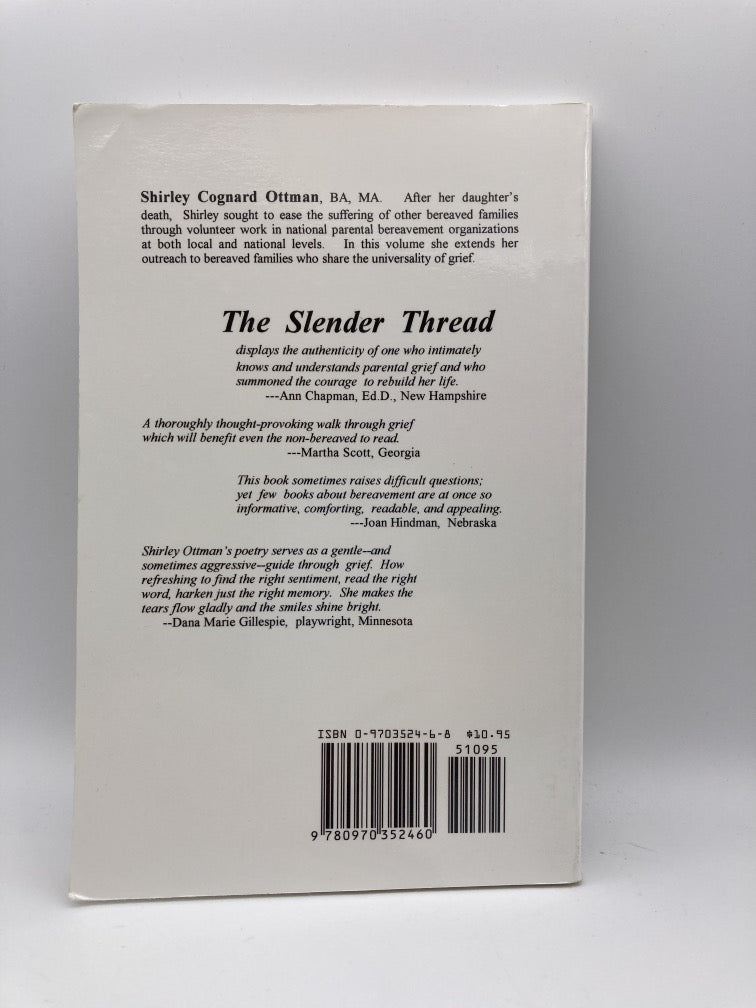 Shirley Cognard Ottman, BA, MA. After her daughter's
death, Shirley sought to ease the suffering of other bereaved families
through volunteer work in national parental bereavement organizations
at both local and national levels. In this volume she extends her
outreach to bereaved families who share the universality of grief.
The Slender Thread
displays the authenticity of one who intimately
knows and understands parental grief and who
summoned the courage to rebuild her life.
---Ann Chapman, Ed.D., New Hampshire
A thoroughly thought-provoking walk through grief
which will benefit even the non-bereaved to read.
---Martha Scott, Georgia
This book sometimes raises difficult questions;
yet few books about bereavement are at once so
informative, comforting, readable, and appealing.
---Joan Hindman, Nebraska
Shirley Ottman's poetry serves as a gentle--and
sometimes aggressive--guide through grief. How
refreshing to find the right sentiment, read the right
word, harken just the right memory. She makes the
tears flow gladly and the smiles shine bright.
--Dana Marie Gillespie, playwright, Minnesota
ISBN 0-9703524-6-8 $10.95
51095
9 780970 352460